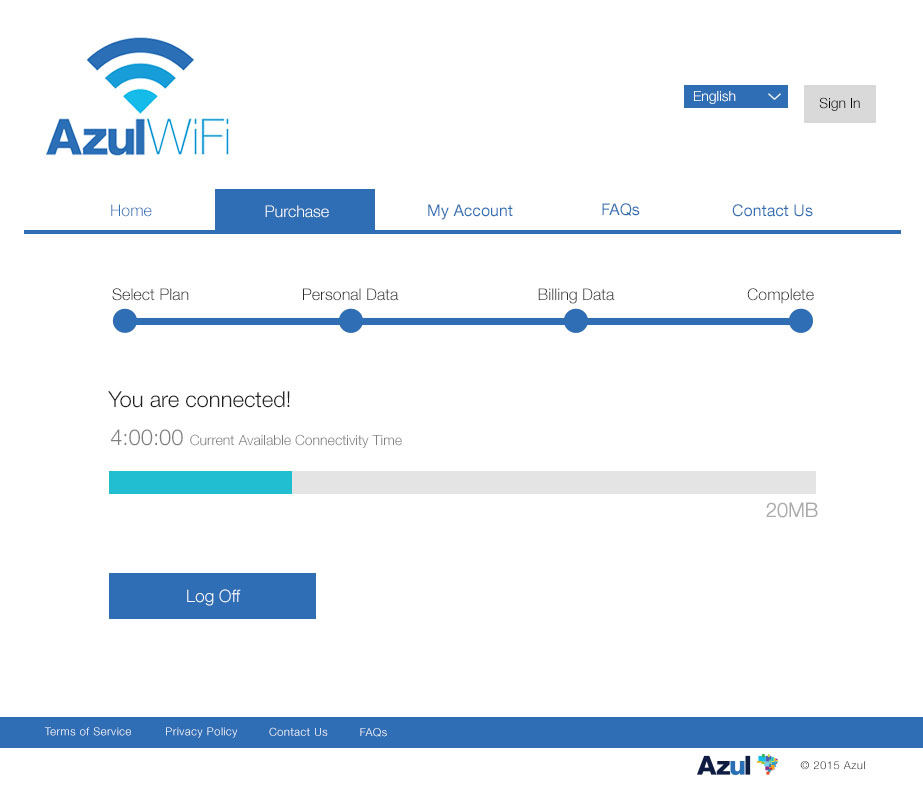 AzulWiFi
English
Sign In
Home Purchase My Account FAQs Contact Us
Select Plan Personal Data Billing Data Complete
You are connected!
4:00:00 Current Available Connectivity Time
20MB
Log Off
Terms of Service Privacy Policy Contact Us FAQs
Azul © 2015 Azul